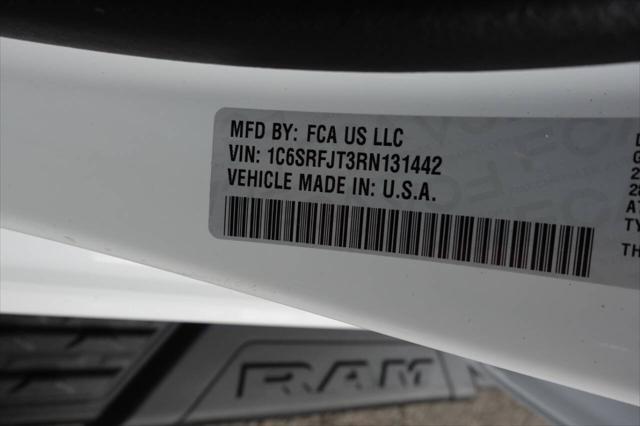 MFD BY: FCA US LLC
VIN: 1C6SRFJT3RN131442
VEHICLE MADE IN: U.S.A.
RAM